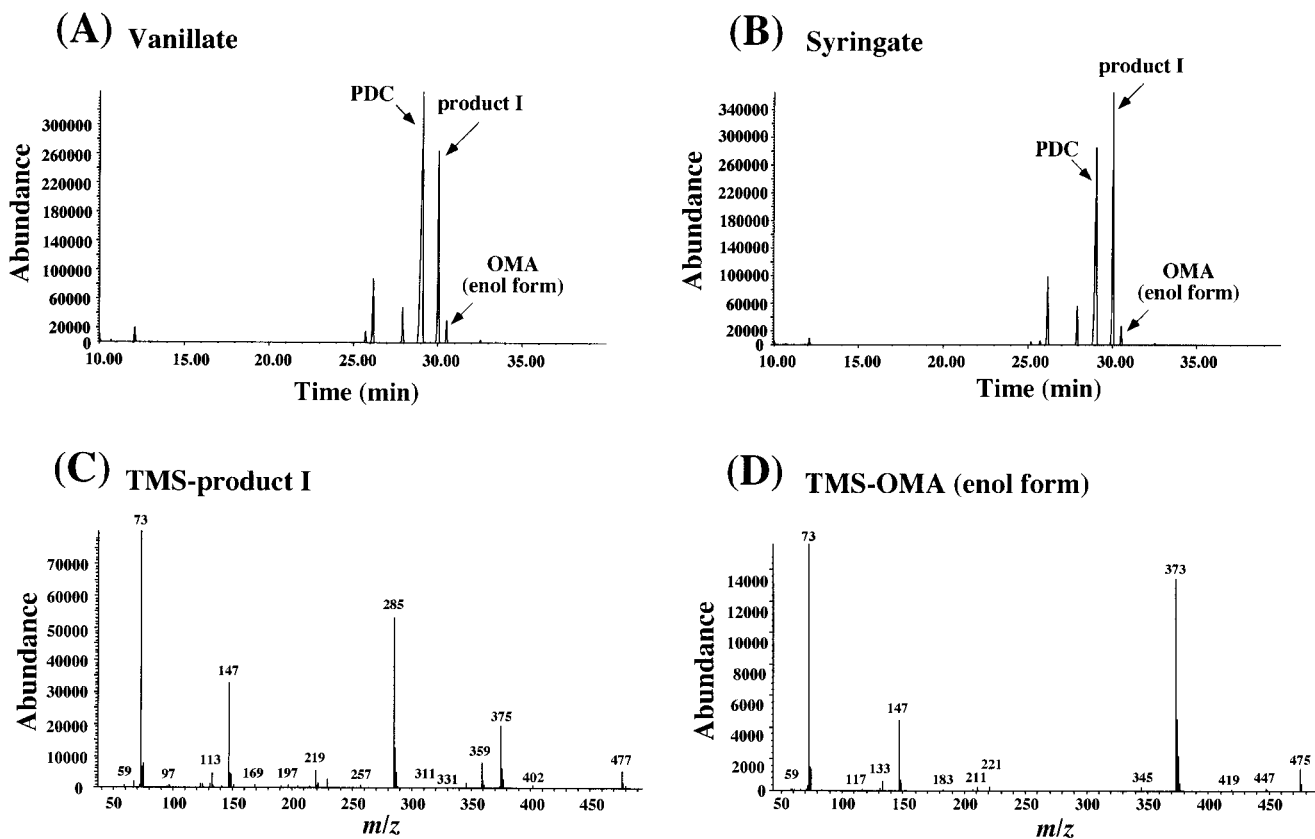 (A) Vanillate
PDC
product I
OMA
(enol form)
Abundance
300000
260000
220000
180000
140000
100000
60000
20000
0
10.00 25.00 30.00 35.00
Time (min)
(B) Syringate
product I
PDC
OMA
(enol form)
Abundance
340000
300000
260000
220000
180000
140000
100000
60000
20000
0
10.00 20.00 25.00 30.00 35.00
Time (min)
(C) TMS-product I
73
285
147
375
219
359
477
113
59 97 169 197 257 311 331 402
Abundance
70000
60000
50000
40000
30000
20000
10000
0
50 100 150 200 250 300 350 400 450
m/z
(D) TMS-OMA (enol form)
73
373
147
475
221
133
59 117 183 211 345 419 447
Abundance
14000
12000
10000
8000
6000
4000
2000
0
50 100 150 200 250 300 350 400 450
m/z